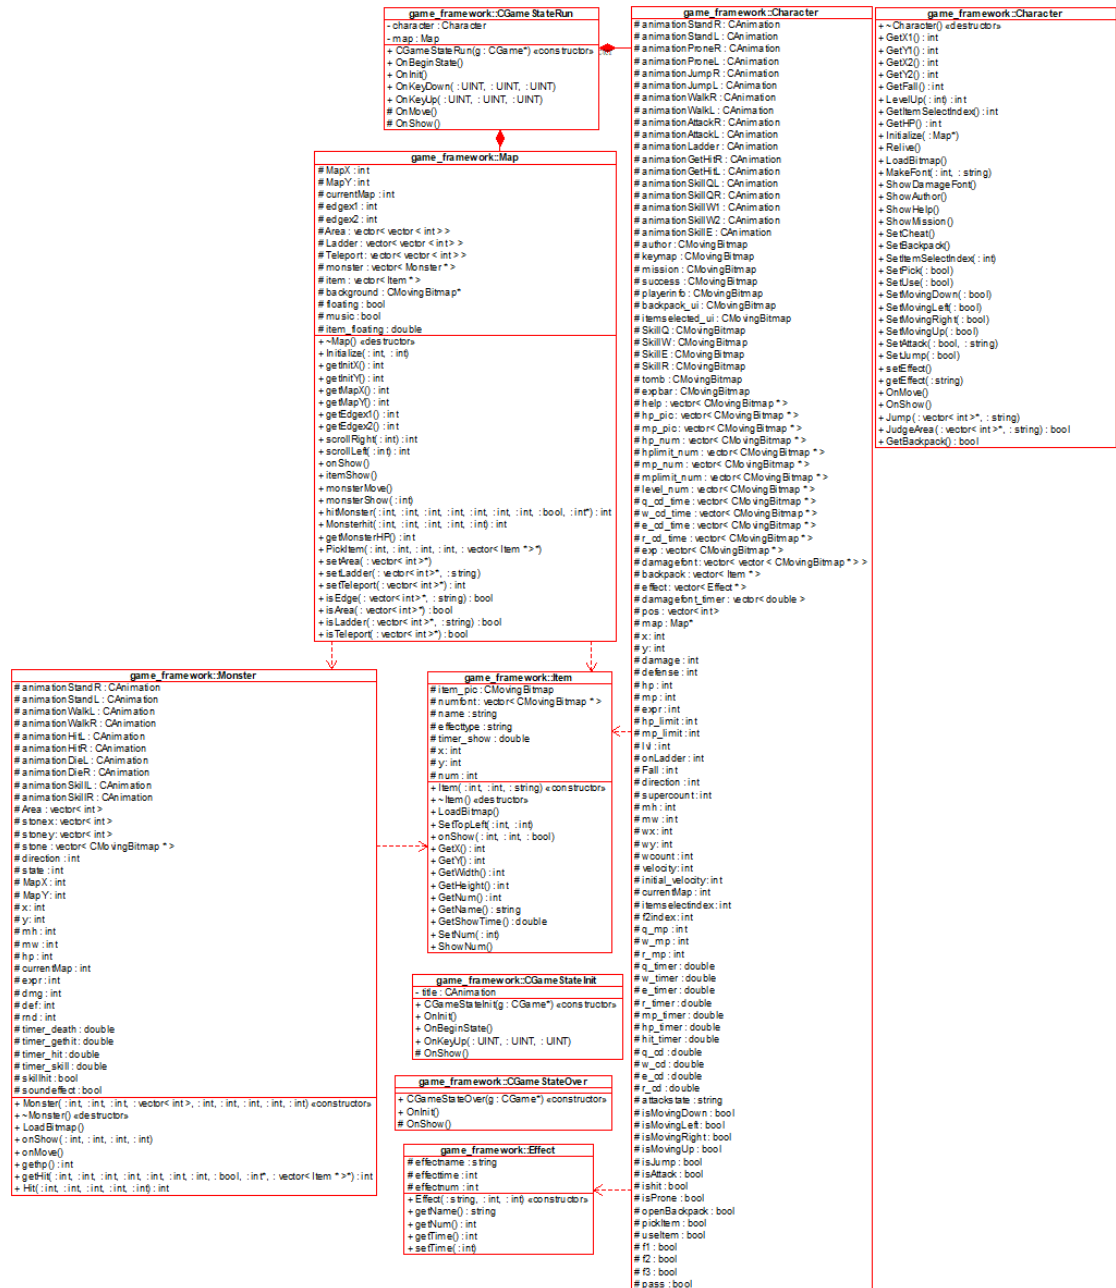 game_framework::CGameStateRun
- character : Character
- map : Map
+ CGameStateRun(g : CGame*) «constructor»
+ OnBeginState()
+ OnInit()
+ OnKeyDown( : UINT, : UINT, : UINT)
+ OnKeyUp( : UINT, : UINT, : UINT)
# OnMove()
# OnShow()
game_framework::Map
# MapX : int
# MapY : int
# currentMap : int
# edgex1 : int
# edgex2 : int
# Area : vector< vector< int > >
# Ladder : vector< vector < int > >
# Teleport : vector< vector< int > >
# monster : vector< Monster * >
# item : vector< Item * >
# background : CMovingBitmap*
# floating : bool
# music : bool
# item_floating : double
+ ~Map() «destructor»
+ Initialize( : int, : int)
+ getInitX() : int
+ getInitY() : int
+ getMapX() : int
+ getMapY() : int
+ getEdgex1() : int
+ getEdgex2() : int
+ scrollRight( : int) : int
+ scrollLeft( : int) : int
+ onShow()
+ itemShow()
+ monsterMove()
+ monsterShow( : int)
+ hitMonster( : int, : int, : int, : int, : int, : int, : int, : bool, : int*) : int
+ Monsterhit( : int, : int, : int, : int, : int) : int
+ getMonsterHP() : int
+ PickItem( : int, : int, : int, : int, : vector< Item * >*)
+ setArea( : vector< int >*)
+ setLadder( : vector< int >*, : string)
+ setTeleport( : vector< int >*) : int
+ isEdge( : vector< int >*, : string) : bool
+ isArea( : vector< int >*) : bool
+ isLadder( : vector< int >*, : string) : bool
+ isTeleport( : vector< int >*) : bool
game_framework::Monster
# animationStandR : CAnimation
# animationStandL : CAnimation
# animationWalkL : CAnimation
# animationWalkR : CAnimation
# animationHitL : CAnimation
# animationHitR : CAnimation
# animationDieL : CAnimation
# animationDieR : CAnimation
# animationSkillL : CAnimation
# animationSkillR : CAnimation
# Area : vector< int >
# stonex : vector< int >
# stoney : vector< int >
# stone : vector< CMovingBitmap * >
# direction : int
# state : int
# MapX : int
# MapY : int
# x : int
# y : int
# mh : int
# mw : int
# hp : int
# currentMap : int
# expr : int
# dmg : int
# def : int
# rnd : int
# timer_death : double
# timer_gethit : double
# timer_hit : double
# timer_skill : double
# skillhit : bool
# soundeffect : bool
+ Monster( : int, : int, : int, : vector< int >, : int, : int, : int, : int, : int) «constructor»
+ ~Monster() «destructor»
+ LoadBitmap()
+ onShow( : int, : int, : int, : int)
+ onMove()
+ gethp() : int
+ getHit( : int, : int, : int, : int, : int, : int, : int, : bool, : int*, : vector< Item * >*) : int
+ Hit( : int, : int, : int, : int, : int) : int
game_framework::Item
# item_pic : CMovingBitmap
# numfont : vector< CMovingBitmap * >
# name : string
# effecttype : string
# timer_show : double
# x : int
# y : int
# num : int
+ Item( : int, : int, : string) «constructor»
+ ~Item() «destructor»
+ LoadBitmap()
+ SetTopLeft( : int, : int)
+ onShow( : int, : int, : bool)
+ GetX() : int
+ GetY() : int
+ GetWidth() : int
+ GetHeight() : int
+ GetNum() : int
+ GetName() : string
+ GetShowTime() : double
+ SetNum( : int)
+ ShowNum()
game_framework::CGameStateInit
- title : CAnimation
+ CGameStateInit(g : CGame*) «constructor»
+ OnInit()
+ OnBeginState()
+ OnKeyUp( : UINT, : UINT, : UINT)
# OnShow()
game_framework::CGameStateOver
+ CGameStateOver(g : CGame*) «constructor»
+ OnInit()
# OnShow()
game_framework::Effect
# effectname : string
# effecttime : int
# effectnum : int
+ Effect( : string, : int, : int) «constructor»
+ getName() : string
+ getNum() : int
+ getTime() : int
+ setTime( : int)
game_framework::Character
# animationStandR : CAnimation
# animationStandL : CAnimation
# animationProneR : CAnimation
# animationProneL : CAnimation
# animationJumpR : CAnimation
# animationJumpL : CAnimation
# animationWalkR : CAnimation
# animationWalkL : CAnimation
# animationAttackR : CAnimation
# animationAttackL : CAnimation
# animationLadder : CAnimation
# animationGetHitR : CAnimation
# animationGetHitL : CAnimation
# animationSkillQL : CAnimation
# animationSkillQR : CAnimation
# animationSkillW1 : CAnimation
# animationSkillW2 : CAnimation
# animationSkillE : CAnimation
# author : CMovingBitmap
# keymap : CMovingBitmap
# mission : CMovingBitmap
# success : CMovingBitmap
# playerinfo : CMovingBitmap
# backpack_ui : CMovingBitmap
# itemselected_ui : CMovingBitmap
# SkillQ : CMovingBitmap
# SkillW : CMovingBitmap
# SkillE : CMovingBitmap
# SkillR : CMovingBitmap
# tomb : CMovingBitmap
# expbar : CMovingBitmap
# help : vector< CMovingBitmap * >
# hp_pic : vector< CMovingBitmap * >
# mp_pic : vector< CMovingBitmap * >
# hp_num : vector< CMovingBitmap * >
# hplimit_num : vector< CMovingBitmap * >
# mp_num : vector< CMovingBitmap * >
# mplimit_num : vector< CMovingBitmap * >
# level_num : vector< CMovingBitmap * >
# q_cd_time : vector< CMovingBitmap * >
# w_cd_time : vector< CMovingBitmap * >
# e_cd_time : vector< CMovingBitmap * >
# r_cd_time : vector< CMovingBitmap * >
# exp : vector< CMovingBitmap * >
# damagefont : vector< vector< CMovingBitmap * > >
# backpack : vector< Item * >
# effect : vector< Effect * >
# damagefont_timer : vector< double >
# pos : vector< int >
# map : Map*
# x : int
# y : int
# damage : int
# defense : int
# hp : int
# mp : int
# expr : int
# hp_limit : int
# mp_limit : int
# lvl : int
# onLadder : int
# Fall : int
# direction : int
# supercount : int
# mh : int
# mw : int
# wx : int
# wy : int
# wcount : int
# velocity : int
# initial_velocity : int
# currentMap : int
# itemselectindex : int
# f2index : int
# q_mp : int
# w_mp : int
# r_mp : int
# q_timer : double
# w_timer : double
# e_timer : double
# r_timer : double
# mp_timer : double
# hp_timer : double
# hit_timer : double
# q_cd : double
# w_cd : double
# e_cd : double
# r_cd : double
# attackstate : string
# isMovingDown : bool
# isMovingLeft : bool
# isMovingRight : bool
# isMovingUp : bool
# isJump : bool
# isAttack : bool
# ishit : bool
# isProne : bool
# openBackpack : bool
# pickItem : bool
# useItem : bool
# f1 : bool
# f2 : bool
# f3 : bool
# pass : bool
game_framework::Character
+ ~Character() «destructor»
+ GetX1() : int
+ GetY1() : int
+ GetX2() : int
+ GetY2() : int
+ GetFall() : int
+ LevelUp( : int) : int
+ GetItemSelectIndex() : int
+ GetHP() : int
+ Initialize( : Map*)
+ Relive()
+ LoadBitmap()
+ MakeFont( : int, : string)
+ ShowDamageFont()
+ ShowAuthor()
+ ShowHelp()
+ ShowMission()
+ SetCheat()
+ SetBackpack()
+ SetItemSelectIndex( : int)
+ SetPick( : bool)
+ SetUse( : bool)
+ SetMovingDown( : bool)
+ SetMovingLeft( : bool)
+ SetMovingRight( : bool)
+ SetMovingUp( : bool)
+ SetAttack( : bool, : string)
+ SetJump( : bool)
+ setEffect()
+ getEffect( : string)
+ OnMove()
+ OnShow()
+ Jump( : vector< int >*, : string)
+ JudgeArea( : vector< int >*, : string) : bool
+ GetBackpack() : bool